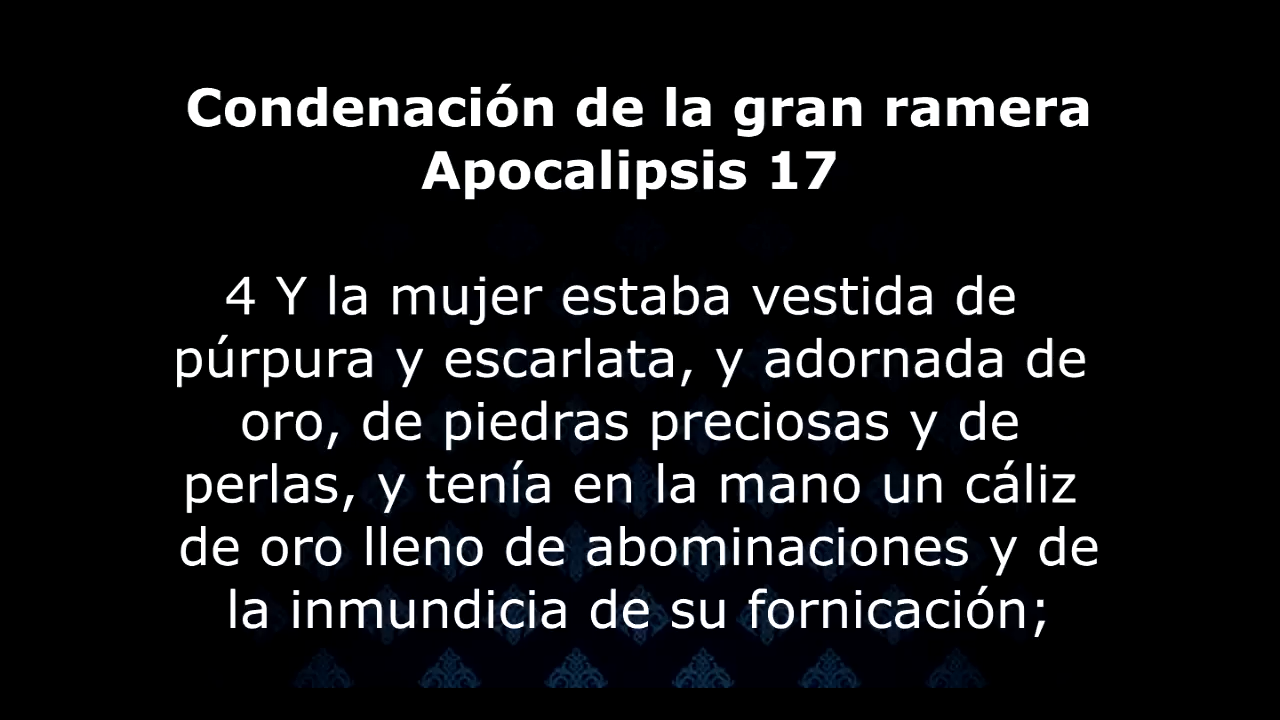 Condenación de la gran ramera
Apocalipsis 17
4 Y la mujer estaba vestida de
púrpura y escarlata, y adornada de
oro, de piedras preciosas y de
perlas, y tenía en la mano un cáliz
de oro lleno de abominaciones y de
la inmundicia de su fornicación;